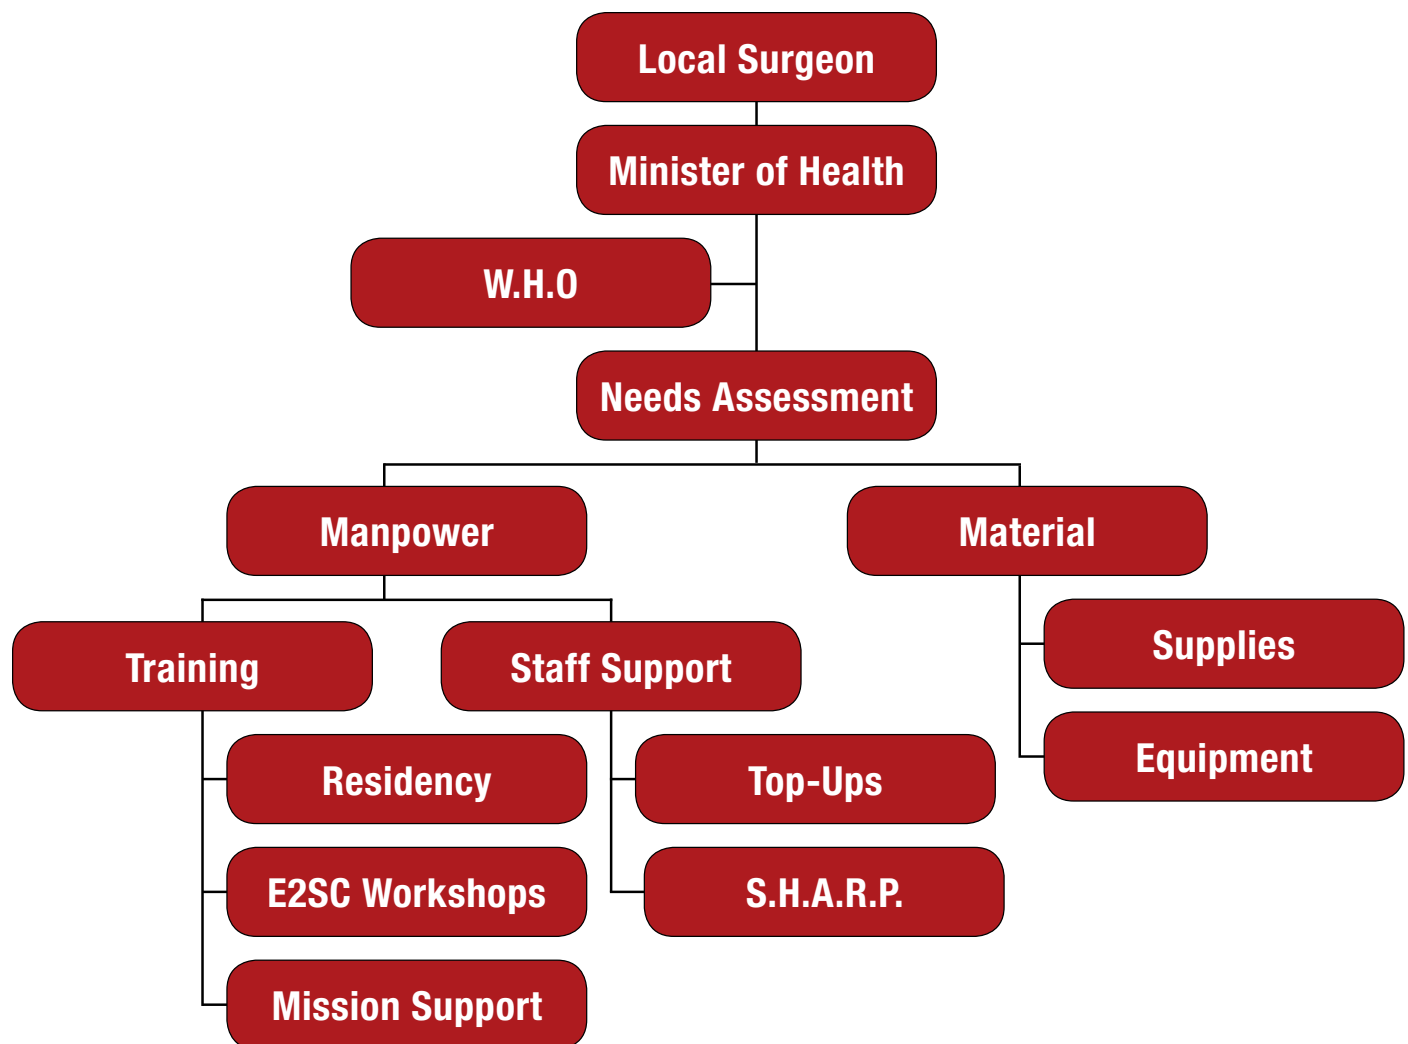 Local Surgeon
Minister of Health
W.H.O
Needs Assessment
Manpower
Material
Training
Staff Support
Supplies
Equipment
Residency
Top-Ups
E2SC Workshops
S.H.A.R.P.
Mission Support